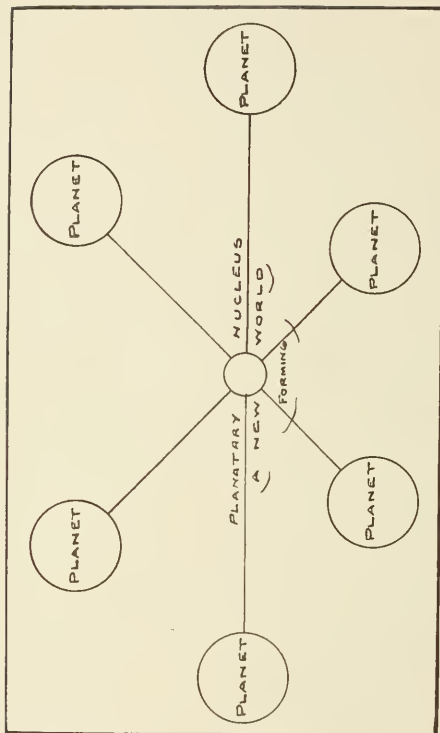 PLANET
PLANET
PLANET
PLANET
PLANATARY NUCLEUS
(A NEW WORLD)
(FORMING)
PLANET
PLANET